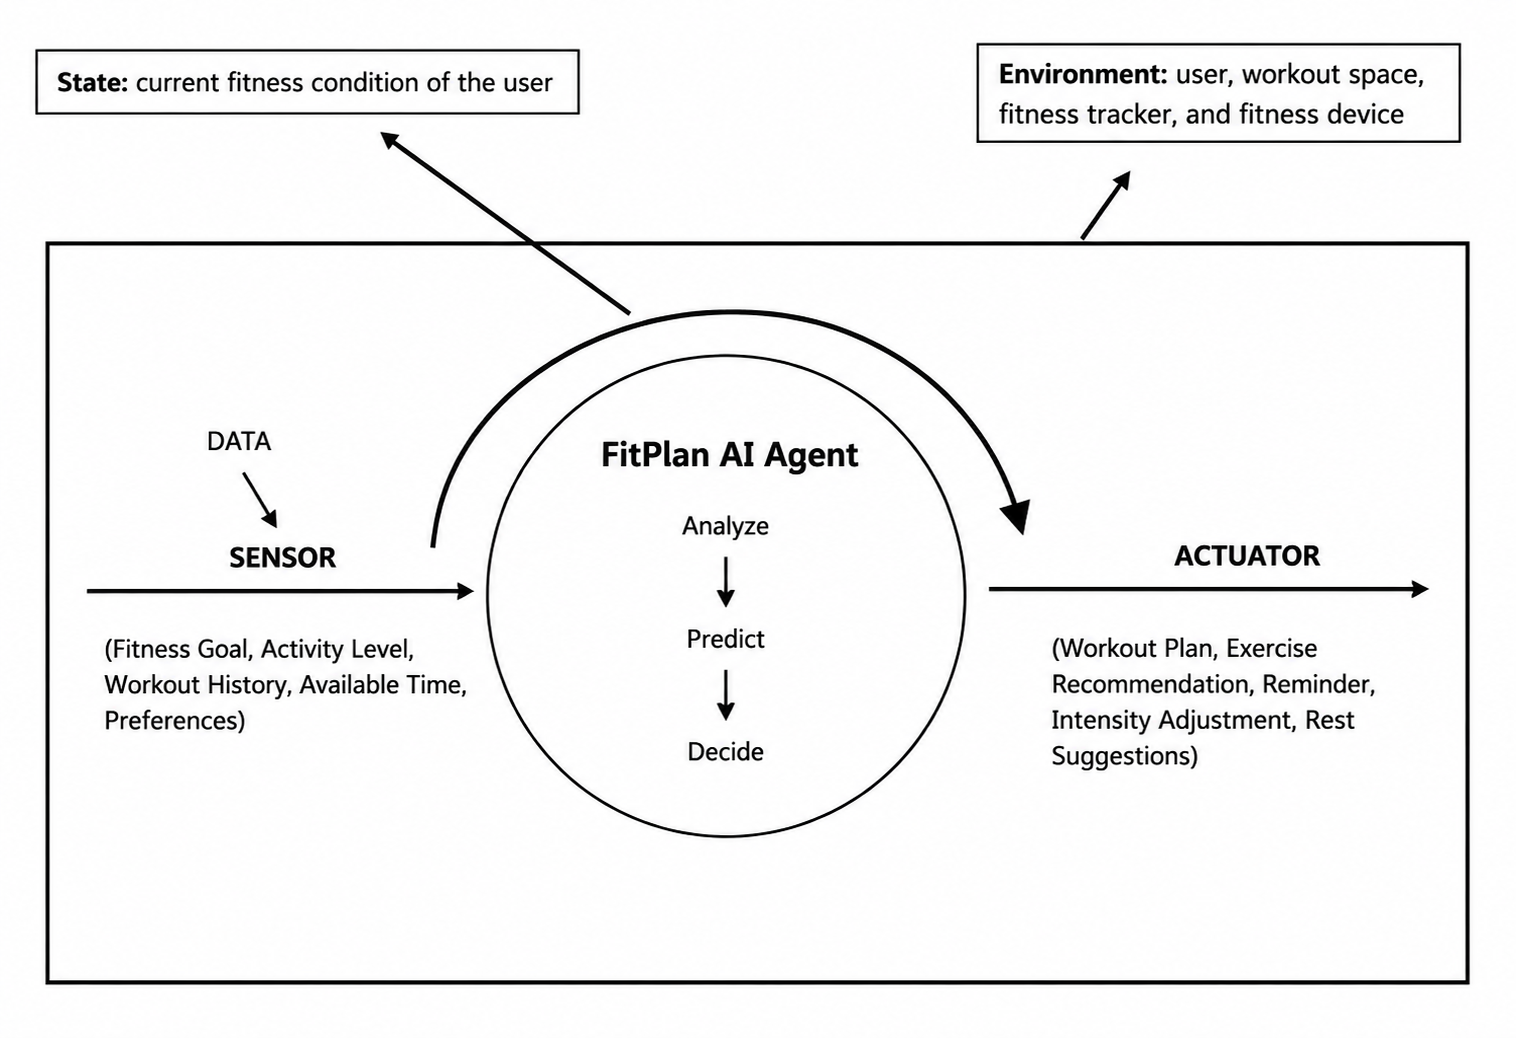 State: current fitness condition of the user
Environment: user, workout space,
fitness tracker, and fitness device
DATA
SENSOR
(Fitness Goal, Activity Level,
Workout History, Available Time,
Preferences)
FitPlan AI Agent
Analyze
Predict
Decide
ACTUATOR
(Workout Plan, Exercise
Recommendation, Reminder,
Intensity Adjustment, Rest
Suggestions)